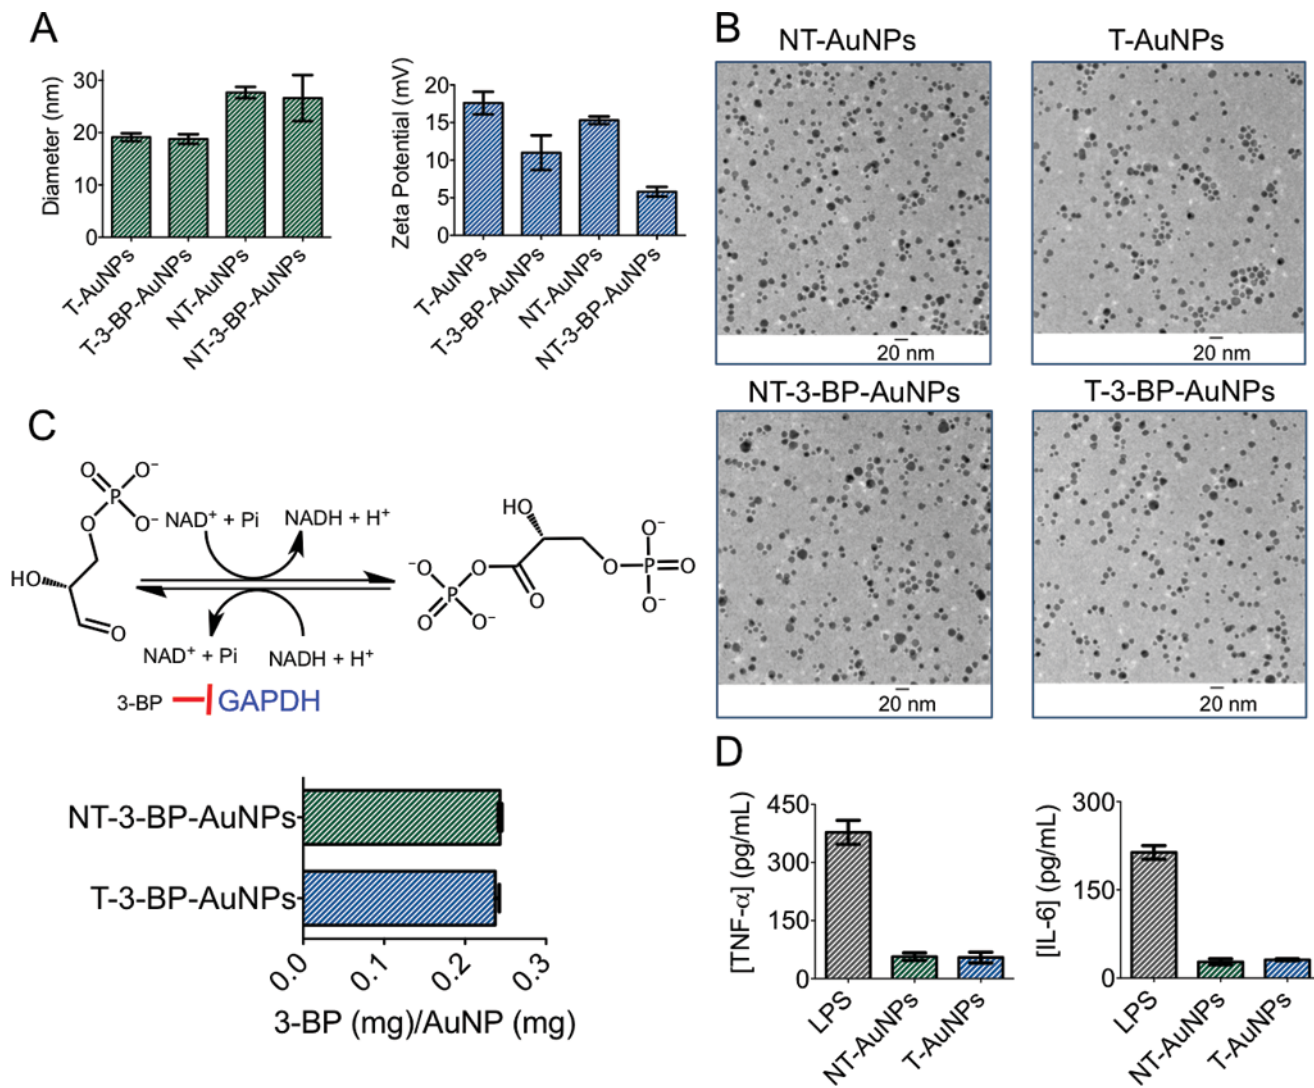 A
Diameter (nm)
30
20
10
0
T-AuNPs
T-3-BP-AuNPs
NT-AuNPs
NT-3-BP-AuNPs
Zeta Potential (mV)
20
15
10
5
0
T-AuNPs
T-3-BP-AuNPs
NT-AuNPs
NT-3-BP-AuNPs
B
NT-AuNPs
T-AuNPs
20 nm
20 nm
NT-3-BP-AuNPs
T-3-BP-AuNPs
20 nm
20 nm
C
O
O⁻
P
O⁻
O
HO
O
NAD⁺ + Pi
NADH + H⁺
NAD⁺ + Pi
NADH + H⁺
3-BP
GAPDH
HO
⁻O
O
P
O
O⁻
O
O
O⁻
P
O
O⁻
NT-3-BP-AuNPs
T-3-BP-AuNPs
0.0
0.1
0.2
0.3
3-BP (mg)/AuNP (mg)
D
[TNF-α] (pg/mL)
450
300
150
0
LPS
NT-AuNPs
T-AuNPs
[IL-6] (pg/mL)
300
150
0
LPS
NT-AuNPs
T-AuNPs